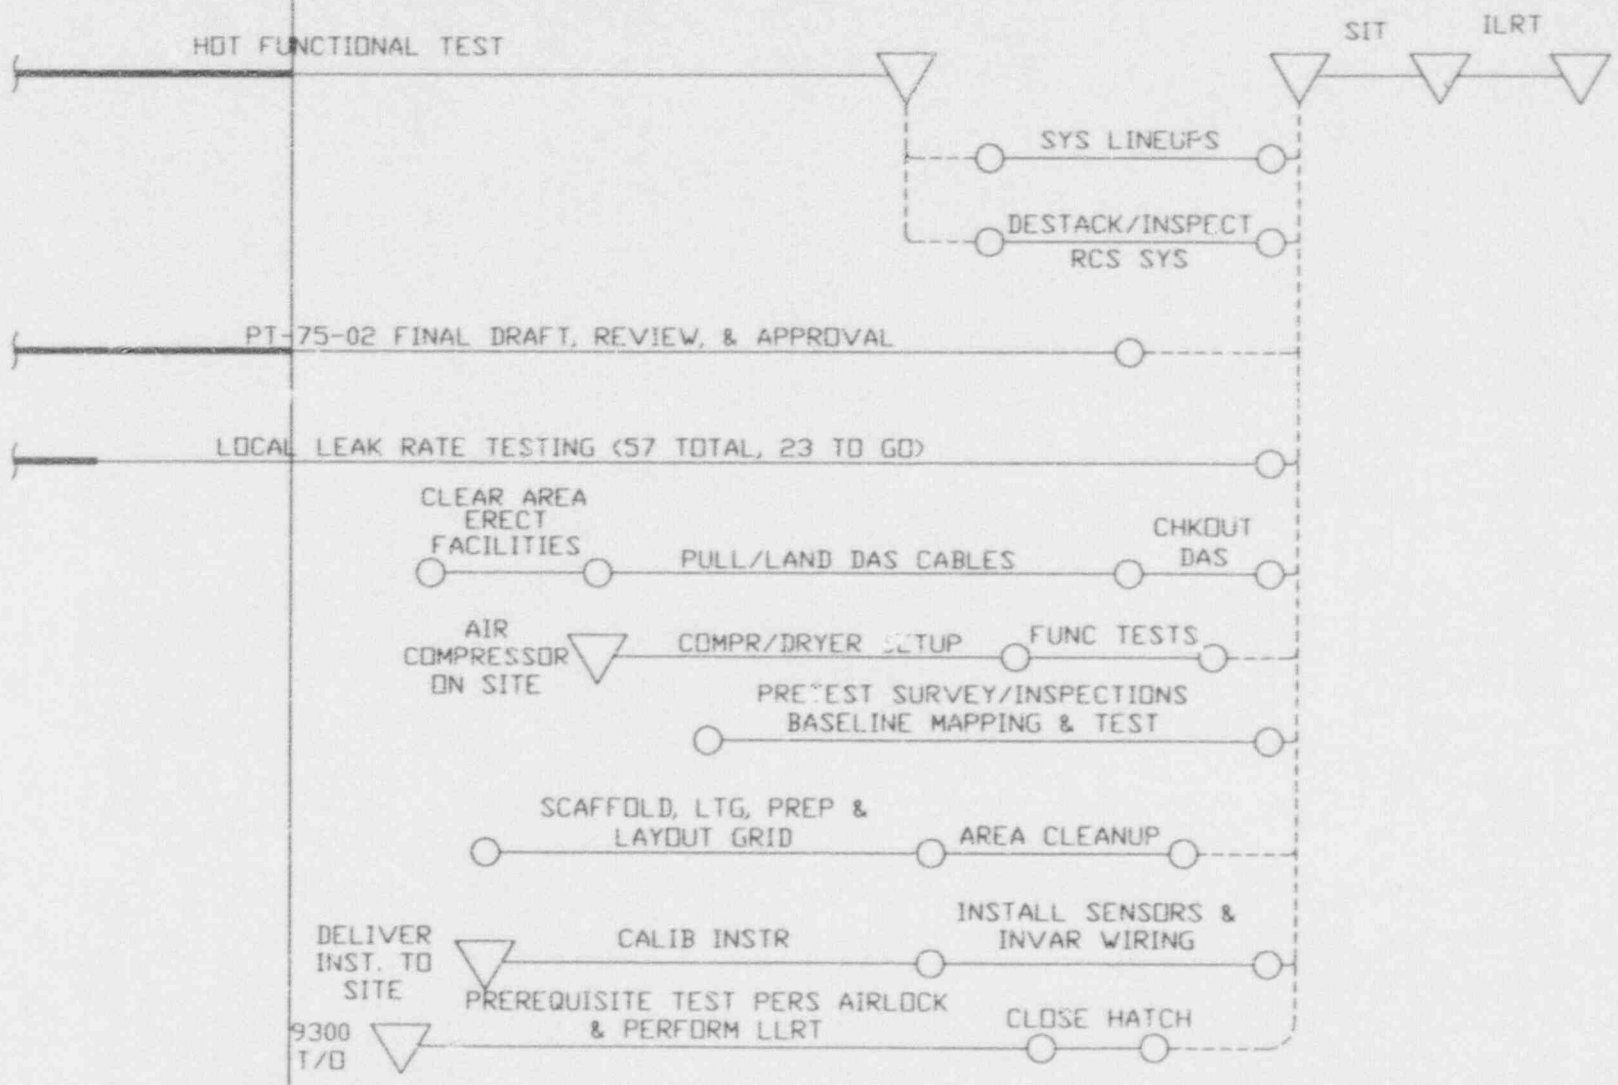 SIT
ILRT
HOT FUNCTIONAL TEST
SYS LINEUPS
DESTACK/INSPECT
RCS SYS
PT-75-02 FINAL DRAFT, REVIEW, & APPROVAL
LOCAL LEAK RATE TESTING (57 TOTAL, 23 TO GO)
CLEAR AREA
ERECT
FACILITIES
PULL/LAND DAS CABLES
CHKOUT
DAS
AIR
COMPRESSOR
ON SITE
COMPR/DRYER SETUP
FUNC TESTS
PRETEST SURVEY/INSPECTIONS
BASELINE MAPPING & TEST
SCAFFOLD, LTG, PREP &
LAYOUT GRID
AREA CLEANUP
DELIVER
INST. TO
SITE
CALIB INSTR
INSTALL SENSORS &
INVAR WIRING
9300
T/O
PREREQUISITE TEST PERS AIRLOCK
& PERFORM LLRT
CLOSE HATCH